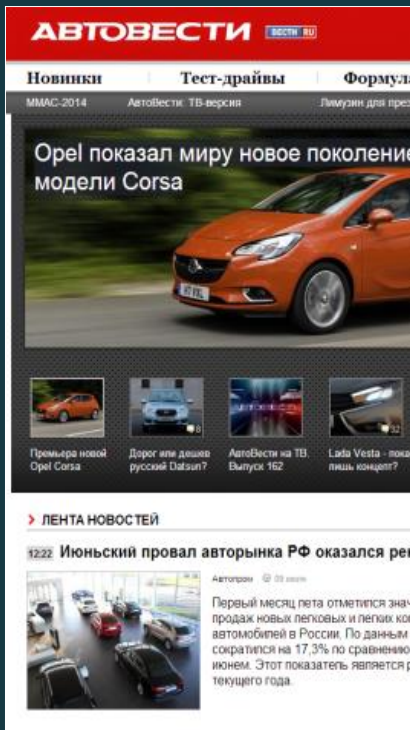 АВТОВЕСТИ ВЕСТИ RU
Новинки Тест-драйвы Формула
ММАС-2014 АвтоВести: ТВ-версия Лимузин для през
Opel показал миру новое поколение
модели Corsa
Премьера новой
Opel Corsa
8
Дорог или дешев
русский Datsun?
АвтоВести на ТВ.
Выпуск 162
32
Lada Vesta - пока
лишь концепт?
ЛЕНТА НОВОСТЕЙ
12:22 Июньский провал авторынка РФ оказался рек
Автопром 09 июля
Первый месяц лета отметился знач
продаж новых легковых и легких ко
автомобилей в России. По данным
сократился на 17,3% по сравнению
июнем. Этот показатель является р
текущего года.